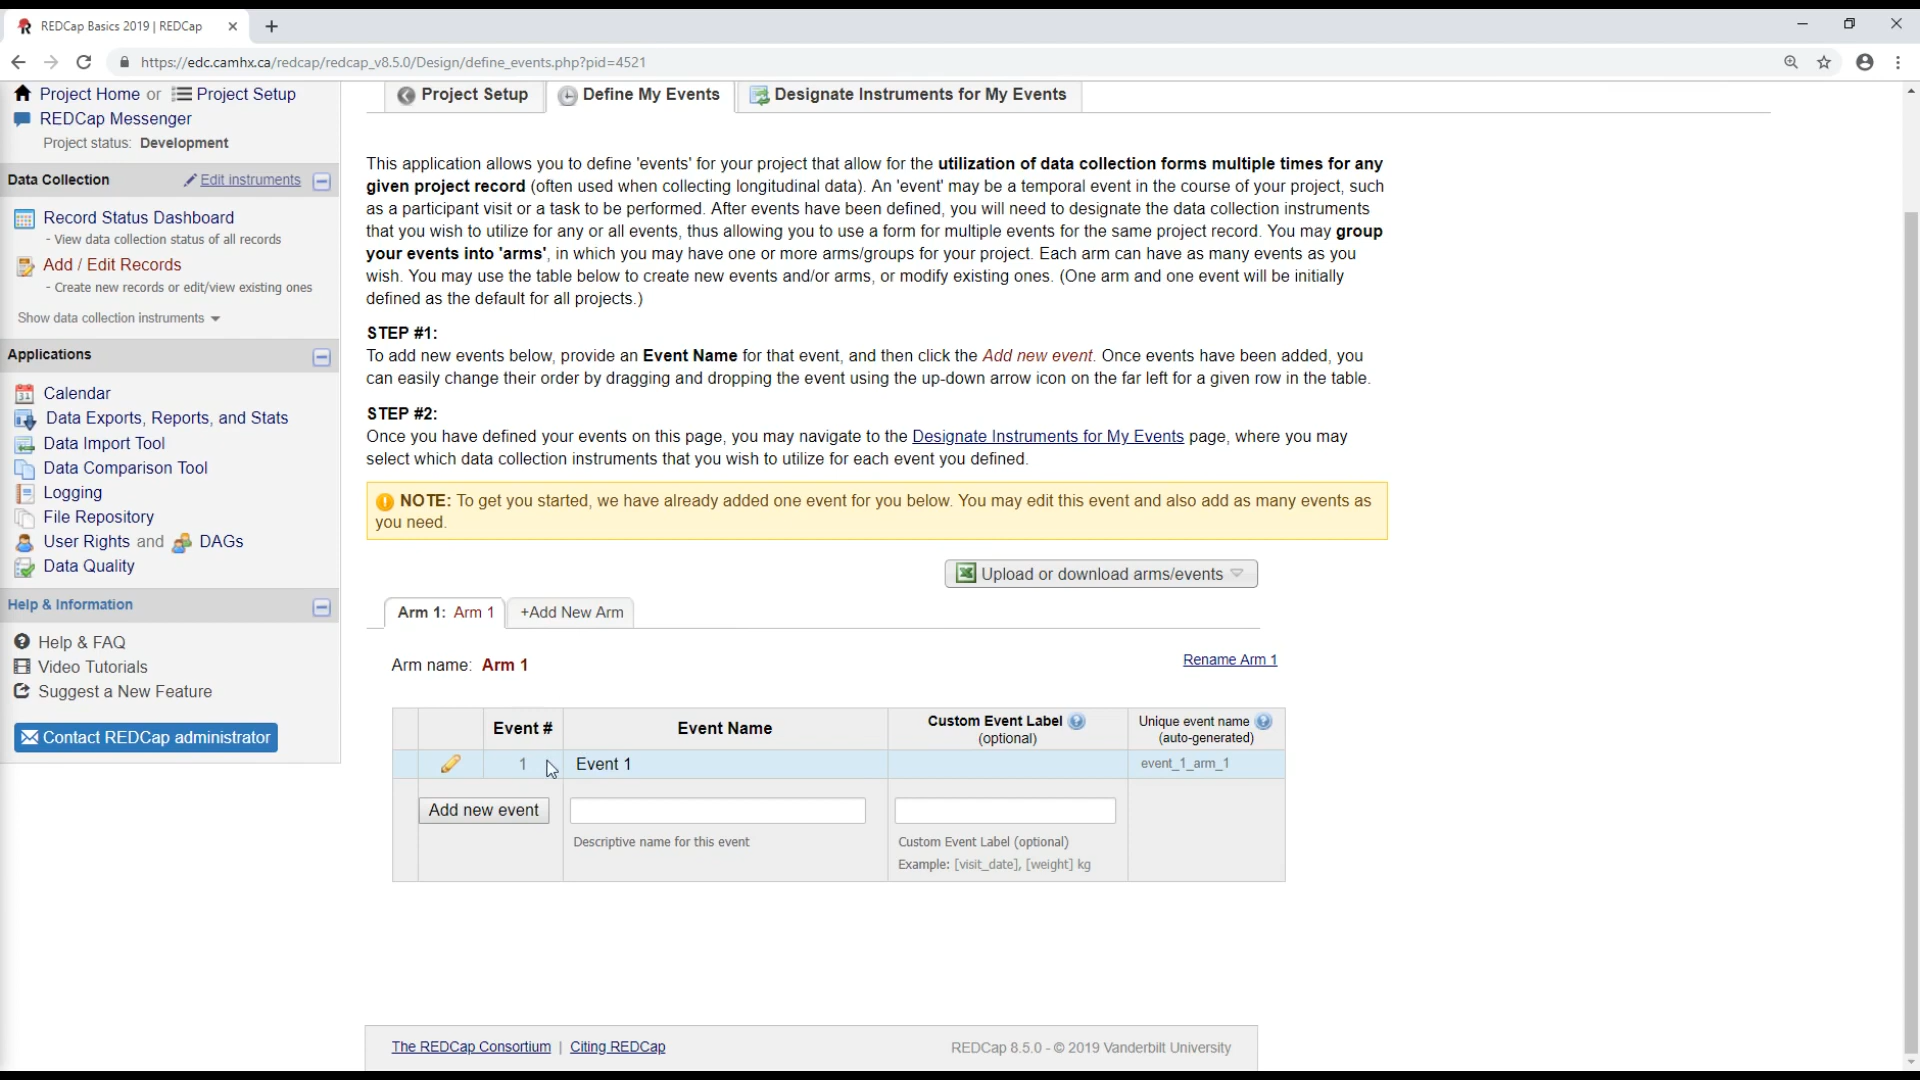 REDCap Basics 2019 | REDCap
https://edc.camhx.ca/redcap/redcap_v8.5.0/Design/define_events.php?pid=4521
Project Home or Project Setup
REDCap Messenger
Project status: Development
Data Collection Edit instruments
Record Status Dashboard
- View data collection status of all records
Add / Edit Records
- Create new records or edit/view existing ones
Show data collection instruments
Applications
Calendar
Data Exports, Reports, and Stats
Data Import Tool
Data Comparison Tool
Logging
File Repository
User Rights and DAGs
Data Quality
Help & Information
Help & FAQ
Video Tutorials
Suggest a New Feature
Contact REDCap administrator
Project Setup Define My Events Designate Instruments for My Events
This application allows you to define 'events' for your project that allow for the utilization of data collection forms multiple times for any
given project record (often used when collecting longitudinal data). An 'event' may be a temporal event in the course of your project, such
as a participant visit or a task to be performed. After events have been defined, you will need to designate the data collection instruments
that you wish to utilize for any or all events, thus allowing you to use a form for multiple events for the same project record. You may group
your events into 'arms', in which you may have one or more arms/groups for your project. Each arm can have as many events as you
wish. You may use the table below to create new events and/or arms, or modify existing ones. (One arm and one event will be initially
defined as the default for all projects.)
STEP #1:
To add new events below, provide an Event Name for that event, and then click the Add new event. Once events have been added, you
can easily change their order by dragging and dropping the event using the up-down arrow icon on the far left for a given row in the table.
STEP #2:
Once you have defined your events on this page, you may navigate to the Designate Instruments for My Events page, where you may
select which data collection instruments that you wish to utilize for each event you defined.
NOTE: To get you started, we have already added one event for you below. You may edit this event and also add as many events as
you need.
Upload or download arms/events
Arm 1: Arm 1 +Add New Arm
Arm name: Arm 1 Rename Arm 1
Event # Event Name Custom Event Label (optional) Unique event name (auto-generated)
1 Event 1 event_1_arm_1
Add new event
Descriptive name for this event Custom Event Label (optional)
Example: [visit_date], [weight] kg
The REDCap Consortium | Citing REDCap REDCap 8.5.0 - © 2019 Vanderbilt University